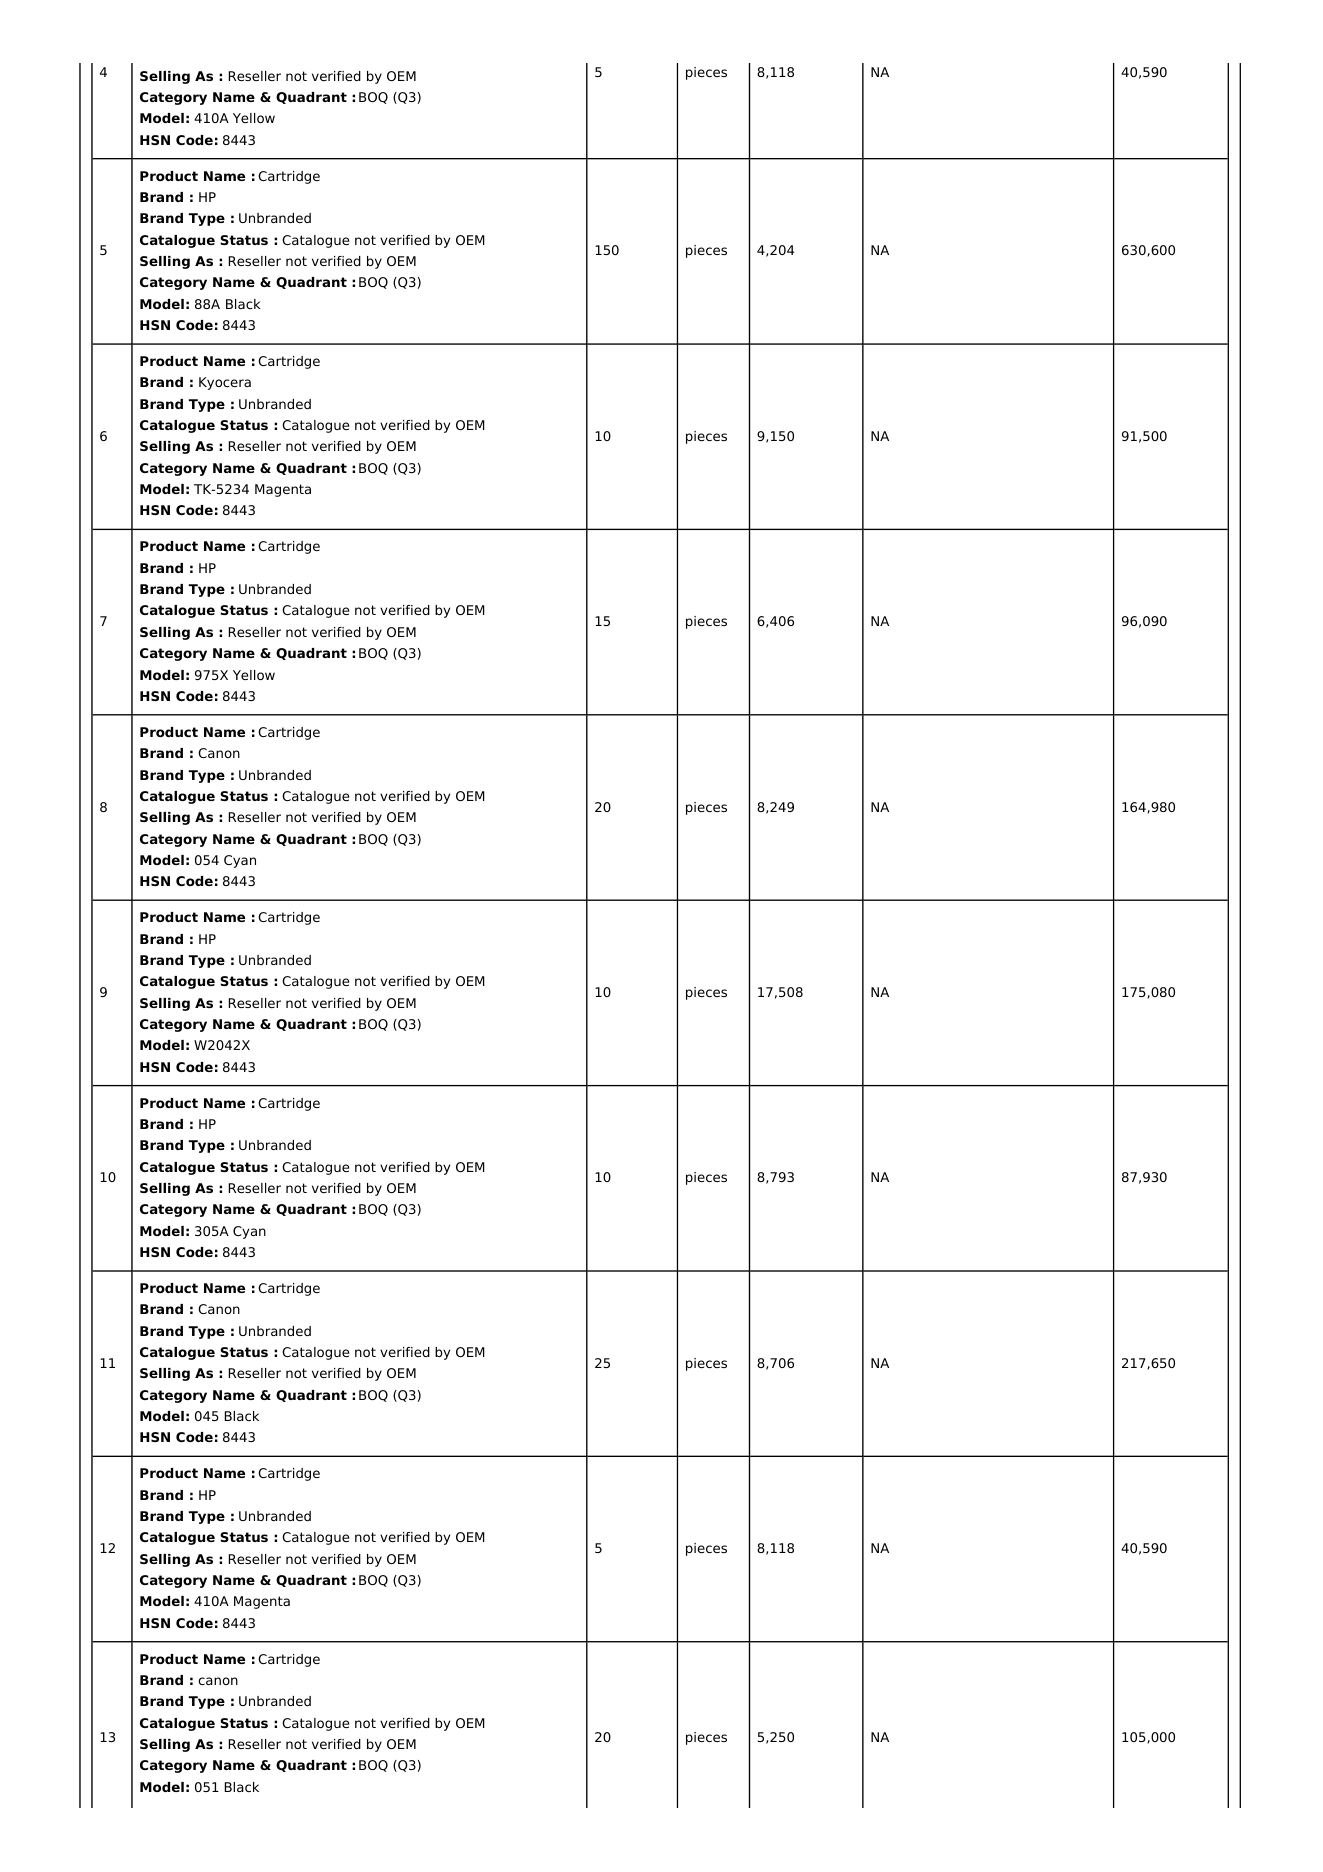 4
Selling As : Reseller not verified by OEM
5
pieces
8,118
NA
40,590
Category Name & Quadrant : BOQ (Q3)
Model: 410A Yellow
HSN Code: 8443
Product Name : Cartridge
Brand : HP
Brand Type : Unbranded
Catalogue Status : Catalogue not verified by OEM
5
150
pieces
4,204
NA
630,600
Selling As : Reseller not verified by OEM
Category Name & Quadrant : BOQ (Q3)
Model: 88A Black
HSN Code: 8443
Product Name : Cartridge
Brand : Kyocera
Brand Type : Unbranded
Catalogue Status : Catalogue not verified by OEM
6
10
pieces
9,150
NA
91,500
Selling As : Reseller not verified by OEM
Category Name & Quadrant : BOQ (Q3)
Model: TK-5234 Magenta
HSN Code: 8443
Product Name : Cartridge
Brand : HP
Brand Type : Unbranded
Catalogue Status : Catalogue not verified by OEM
7
15
pieces
6,406
NA
96,090
Selling As : Reseller not verified by OEM
Category Name & Quadrant : BOQ (Q3)
Model: 975X Yellow
HSN Code: 8443
Product Name : Cartridge
Brand : Canon
Brand Type : Unbranded
Catalogue Status : Catalogue not verified by OEM
8
20
pieces
8,249
NA
164,980
Selling As : Reseller not verified by OEM
Category Name & Quadrant : BOQ (Q3)
Model: 054 Cyan
HSN Code: 8443
Product Name : Cartridge
Brand : HP
Brand Type : Unbranded
Catalogue Status : Catalogue not verified by OEM
9
10
pieces
17,508
NA
175,080
Selling As : Reseller not verified by OEM
Category Name & Quadrant : BOQ (Q3)
Model: W2042X
HSN Code: 8443
Product Name : Cartridge
Brand : HP
Brand Type : Unbranded
Catalogue Status : Catalogue not verified by OEM
10
10
pieces
8,793
NA
87,930
Selling As : Reseller not verified by OEM
Category Name & Quadrant : BOQ (Q3)
Model: 305A Cyan
HSN Code: 8443
Product Name : Cartridge
Brand : Canon
Brand Type : Unbranded
Catalogue Status : Catalogue not verified by OEM
11
25
pieces
8,706
NA
217,650
Selling As : Reseller not verified by OEM
Category Name & Quadrant : BOQ (Q3)
Model: 045 Black
HSN Code: 8443
Product Name : Cartridge
Brand : HP
Brand Type : Unbranded
Catalogue Status : Catalogue not verified by OEM
12
5
pieces
8,118
NA
40,590
Selling As : Reseller not verified by OEM
Category Name & Quadrant : BOQ (Q3)
Model: 410A Magenta
HSN Code: 8443
Product Name : Cartridge
Brand : canon
Brand Type : Unbranded
Catalogue Status : Catalogue not verified by OEM
13
20
pieces
5,250
NA
105,000
Selling As : Reseller not verified by OEM
Category Name & Quadrant : BOQ (Q3)
Model: 051 Black